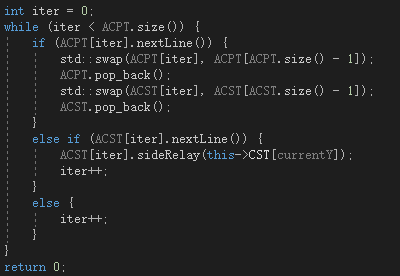 int iter = 0;
while (iter < ACPT.size()) {
if (ACPT[iter].nextLine()) {
std::swap(ACPT[iter], ACPT[ACPT.size() - 1]);
ACPT.pop_back();
std::swap(ACST[iter], ACST[ACST.size() - 1]);
ACST.pop_back();
}
else if (ACST[iter].nextLine()) {
ACST[iter].sideRelay(this->CST[currentY]);
iter++;
}
else {
iter++;
}
}
return 0;